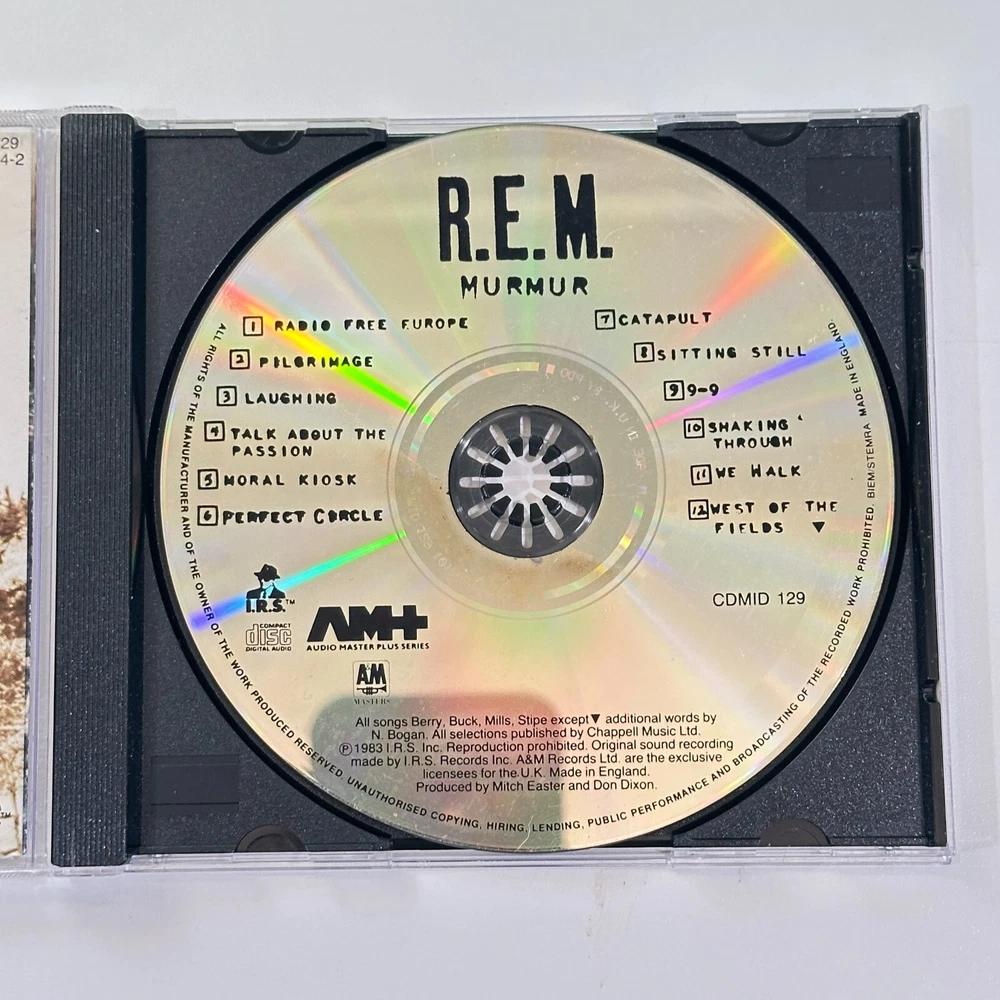 29
4-2
R.E.M.
MURMUR
1 RADIO FREE EUROPE
2 PILGRIMAGE
3 LAUGHING
4 TALK ABOUT THE
PASSION
5 MORAL KIOSK
6 PERFECT CIRCLE
7 CATAPULT
8 SITTING STILL
9 9-9
10 SHAKING
THROUGH
11 WE WALK
12 WEST OF THE
FIELDS ▼
I.R.S.™
COMPACT
disc
DIGITAL AUDIO
AM+
AUDIO MASTER PLUS SERIES
A&M
MASTERS
CDMID 129
All songs Berry, Buck, Mills, Stipe except ▼ additional words by
N. Bogan. All selections published by Chappell Music Ltd.
Ⓟ 1983 I.R.S. Inc. Reproduction prohibited. Original sound recording
made by I.R.S. Records Inc. A&M Records Ltd. are the exclusive
licensees for the U.K. Made in England.
Produced by Mitch Easter and Don Dixon.
ALL RIGHTS OF THE MANUFACTURER AND OF THE OWNER OF THE WORK PRODUCED RESERVED. UNAUTHORISED COPYING, HIRING, LENDING, PUBLIC PERFORMANCE AND BROADCASTING OF THE RECORDED WORK PROHIBITED. BIEM/STEMRA. MADE IN ENGLAND.